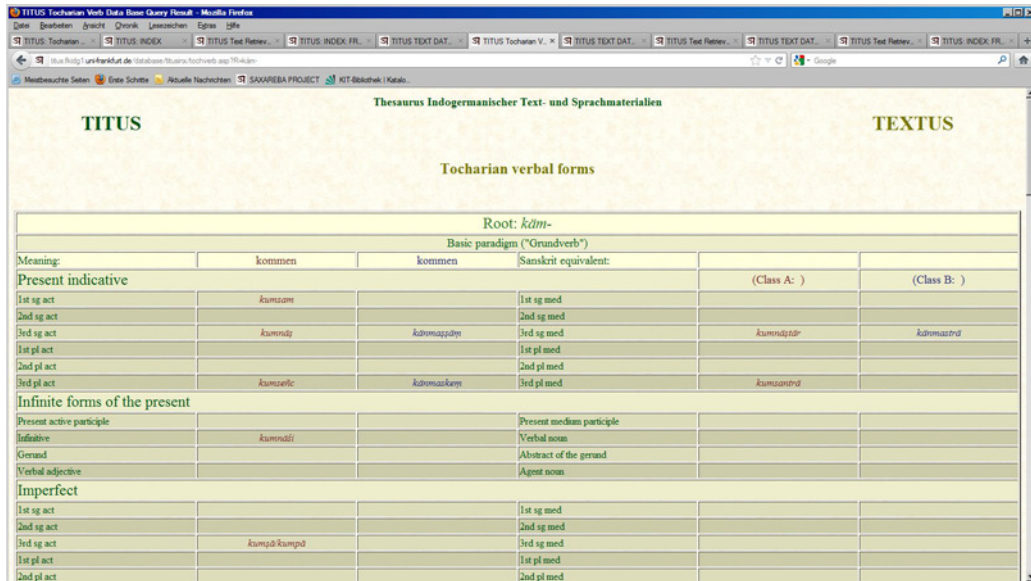 TITUS Tocharian Verb Data Base Query Result - Mozilla Firefox
Datei Bearbeiten Ansicht Chronik Lesezeichen Extras Hilfe
TITUS: Tocharian ... TITUS: INDEX TITUS Text Retriev... TITUS: INDEX: FR... TITUS TEXT DAT... TITUS Tocharian V... TITUS TEXT DAT... TITUS Text Retriev... TITUS TEXT DAT... TITUS Text Retriev... TITUS: INDEX: FR...
Google
Meistbesuchte Seiten Erste Schritte Aktuelle Nachrichten SAXAREBA PROJECT KIT-Bibliothek | Katalo...
Thesaurus Indogermanischer Text- und Sprachmaterialien
TITUS TEXTUS
Tocharian verbal forms
Root: käm-
Basic paradigm ("Grundverb")
Meaning: kommen kommen Sanskrit equivalent:
Present indicative (Class A: ) (Class B: )
1st sg act kumsam 1st sg med
2nd sg act 2nd sg med
3rd sg act kumnäṣ känmaṣṣäm 3rd sg med kumnäṣtär känmasträ
1st pl act 1st pl med
2nd pl act 2nd pl med
3rd pl act kumseñc känmaskeṃ 3rd pl med kumsanträ
Infinite forms of the present
Present active participle Present medium participle
Infinitive kumnässi Verbal noun
Gerund Abstract of the gerund
Verbal adjective Agent noun
Imperfect
1st sg act 1st sg med
2nd sg act 2nd sg med
3rd sg act kumṣā/kumpā 3rd sg med
1st pl act 1st pl med
2nd pl act 2nd pl med